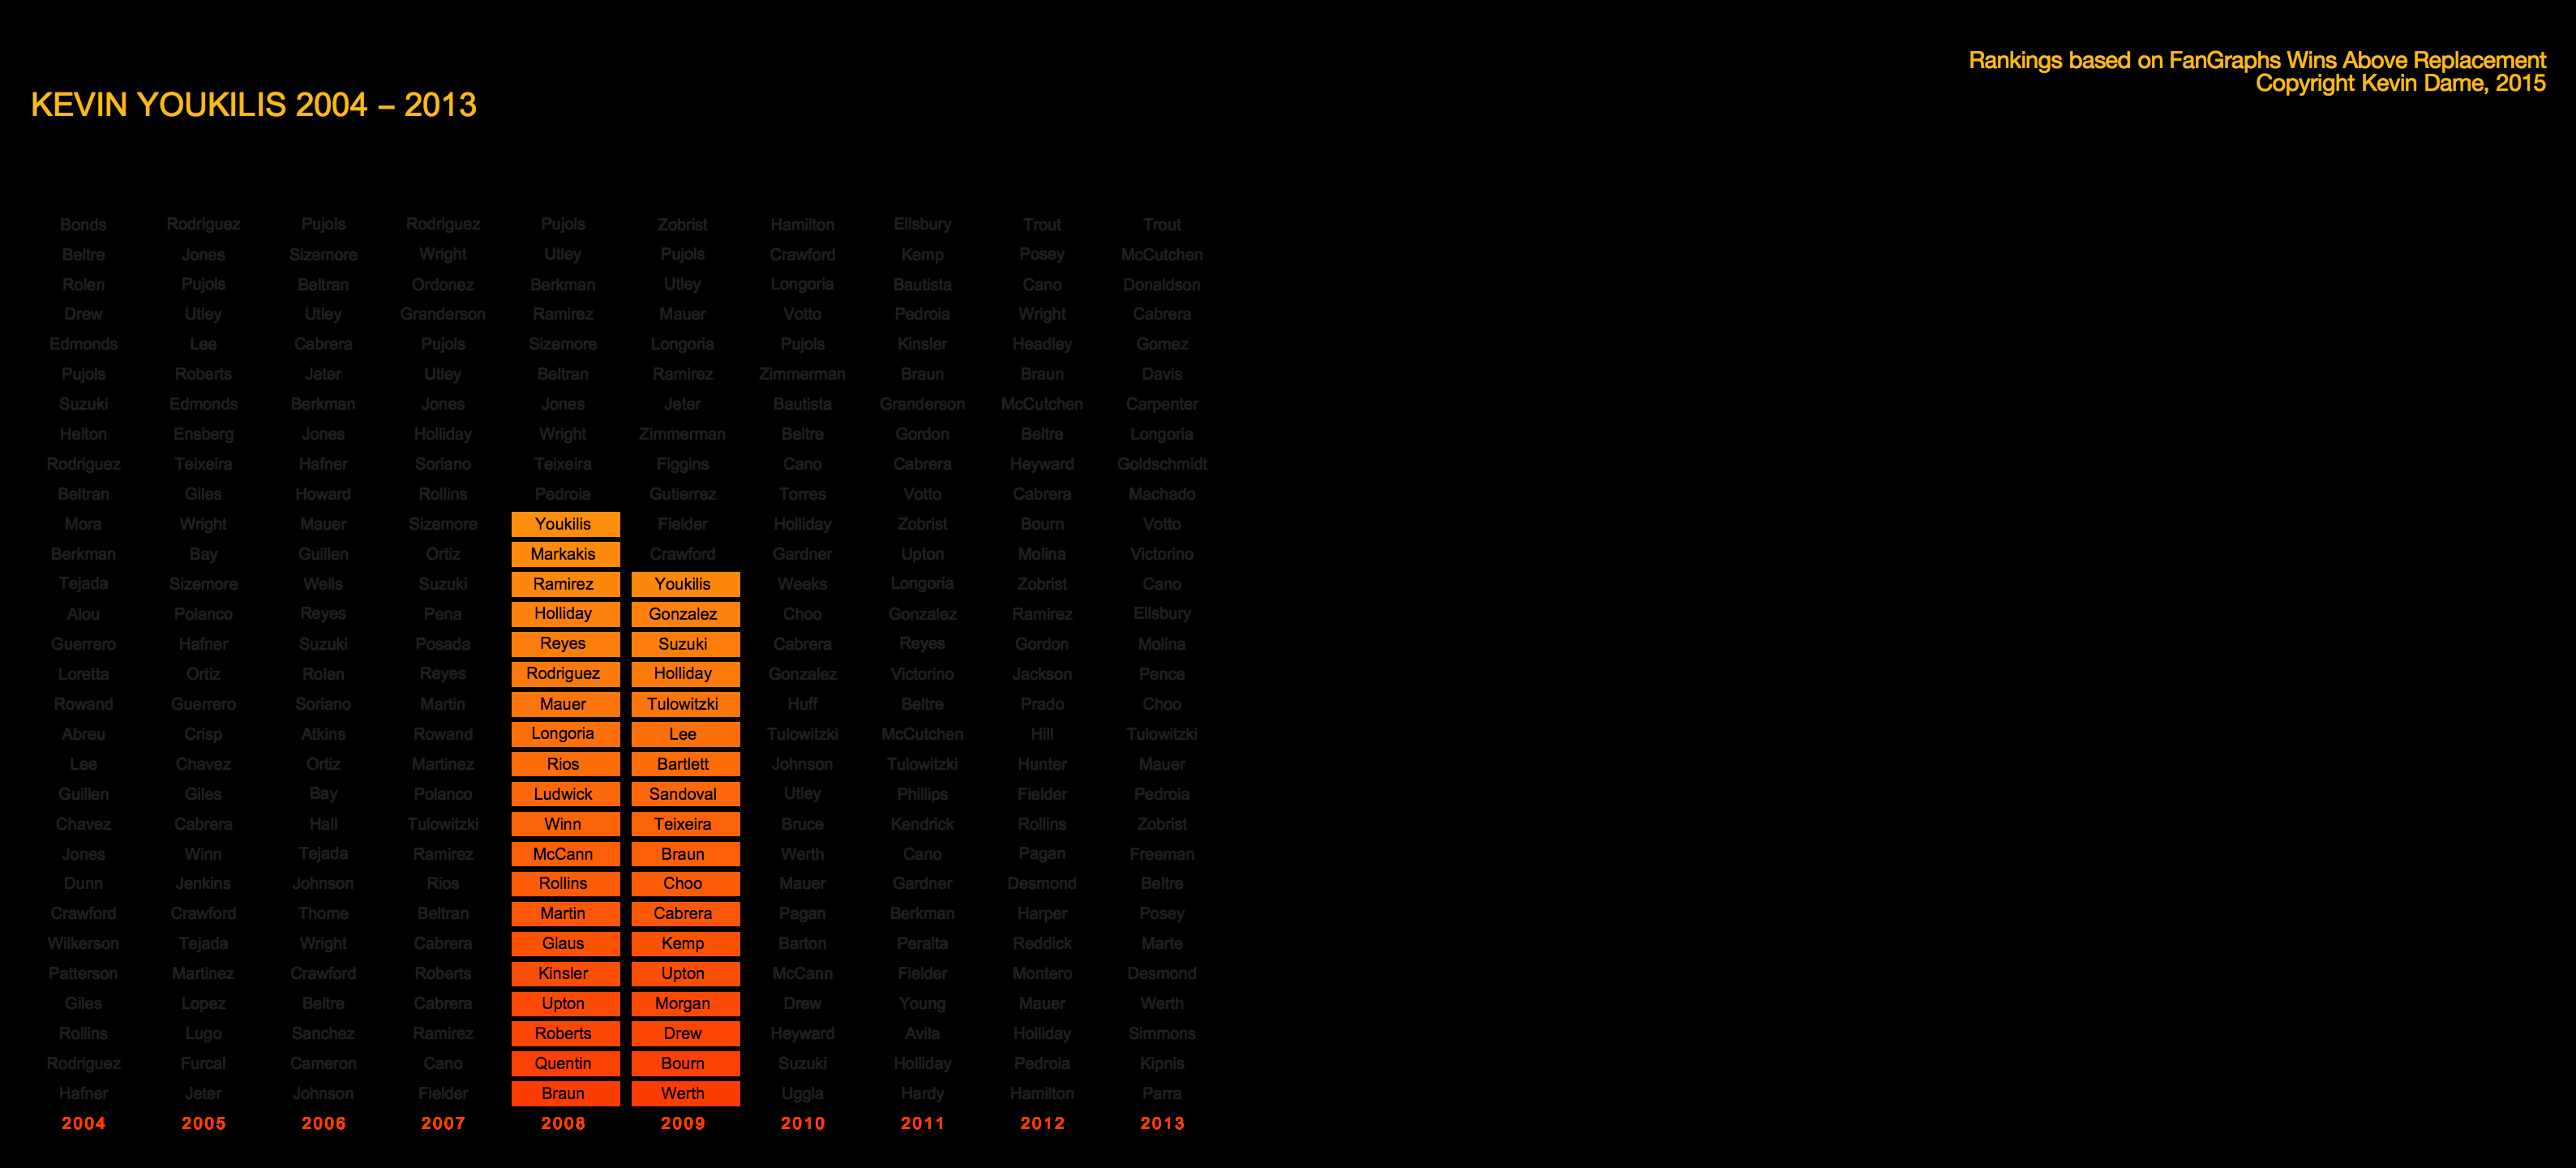 Rankings based on FanGraphs Wins Above Replacement
Copyright Kevin Dame, 2015
KEVIN YOUKILIS 2004 – 2013
Bonds Rodriguez Pujols Rodriguez Pujols Zobrist Hamilton Ellsbury Trout Trout
Beltre Jones Sizemore Wright Utley Pujols Crawford Kemp Posey McCutchen
Rolen Pujols Beltran Ordonez Berkman Utley Longoria Bautista Cano Donaldson
Drew Utley Utley Granderson Ramirez Mauer Votto Pedroia Wright Cabrera
Edmonds Lee Cabrera Pujols Sizemore Longoria Pujols Kinsler Headley Gomez
Pujols Roberts Jeter Utley Beltran Ramirez Zimmerman Braun Braun Davis
Suzuki Edmonds Berkman Jones Jones Jeter Bautista Granderson McCutchen Carpenter
Helton Ensberg Jones Holliday Wright Zimmerman Beltre Gordon Beltre Longoria
Rodriguez Teixeira Hafner Soriano Teixeira Figgins Cano Cabrera Heyward Goldschmidt
Beltran Giles Howard Rollins Pedroia Gutierrez Torres Votto Cabrera Machado
Mora Wright Mauer Sizemore Youkilis Fielder Holliday Zobrist Bourn Votto
Berkman Bay Guillen Ortiz Markakis Crawford Gardner Upton Molina Victorino
Tejada Sizemore Wells Suzuki Ramirez Youkilis Weeks Longoria Zobrist Cano
Alou Polanco Reyes Pena Holliday Gonzalez Choo Gonzalez Ramirez Ellsbury
Guerrero Hafner Suzuki Posada Reyes Suzuki Cabrera Reyes Gordon Molina
Loretta Ortiz Rolen Reyes Rodriguez Holliday Gonzalez Victorino Jackson Pence
Rowand Guerrero Soriano Martin Mauer Tulowitzki Huff Beltre Prado Choo
Abreu Crisp Atkins Rowand Longoria Lee Tulowitzki McCutchen Hill Tulowitzki
Lee Chavez Ortiz Martinez Rios Bartlett Johnson Tulowitzki Hunter Mauer
Guillen Giles Bay Polanco Ludwick Sandoval Utley Phillips Fielder Pedroia
Chavez Cabrera Hall Tulowitzki Winn Teixeira Bruce Kendrick Rollins Zobrist
Jones Winn Tejada Ramirez McCann Braun Werth Cano Pagan Freeman
Dunn Jenkins Johnson Rios Rollins Choo Mauer Gardner Desmond Beltre
Crawford Crawford Thome Beltran Martin Cabrera Pagan Berkman Harper Posey
Wilkerson Tejada Wright Cabrera Glaus Kemp Barton Peralta Reddick Marte
Patterson Martinez Crawford Roberts Kinsler Upton McCann Fielder Montero Desmond
Giles Lopez Beltre Cabrera Upton Morgan Drew Young Mauer Werth
Rollins Lugo Sanchez Ramirez Roberts Drew Heyward Avila Holliday Simmons
Rodriguez Furcal Cameron Cano Quentin Bourn Suzuki Holliday Pedroia Kipnis
Hafner Jeter Johnson Fielder Braun Werth Uggla Hardy Hamilton Parra
2004 2005 2006 2007 2008 2009 2010 2011 2012 2013